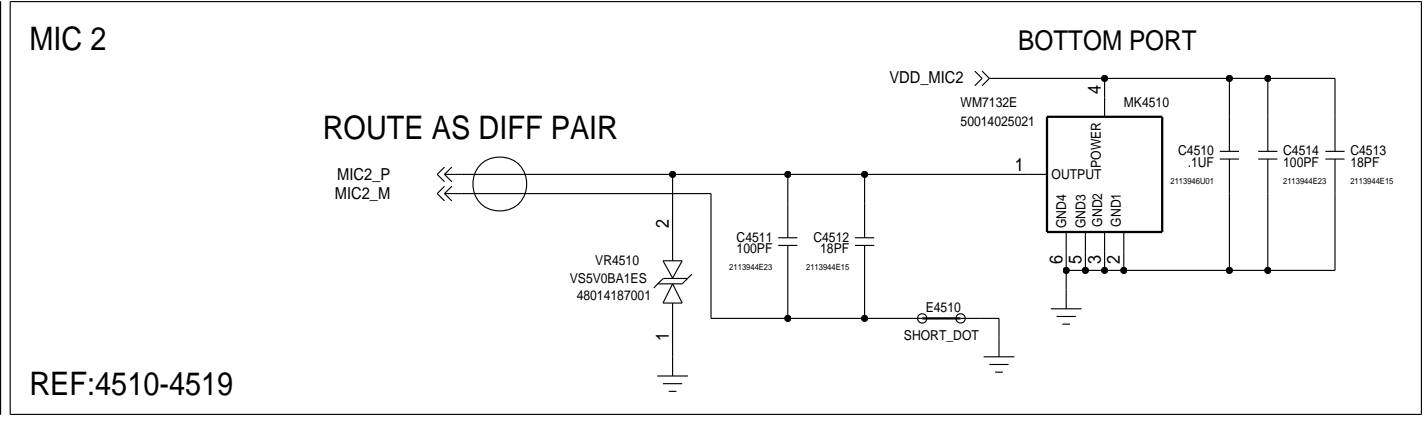 MIC 2
BOTTOM PORT
VDD_MIC2
4
WM7132E
50014025021
MK4510
ROUTE AS DIFF PAIR
POWER
C4510
.1UF
2113946U01
C4514
100PF
2113944E23
C4513
18PF
2113944E15
MIC2_P
MIC2_M
1
OUTPUT
GND4
GND3
GND2
GND1
6
5
3
2
2
C4511
100PF
2113944E23
C4512
18PF
2113944E15
VR4510
VS5V0BA1ES
48014187001
1
E4510
SHORT_DOT
REF:4510-4519